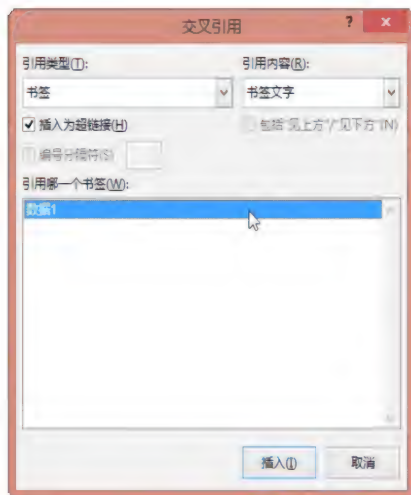 交叉引用
? ×
引用类型(T): 引用内容(R):
书签 书签文字
插入为超链接(H) 包括“见上方”/“见下方”(N)
编号分隔符(S)
引用哪一个书签(W):
数据1
插入(I) 取消